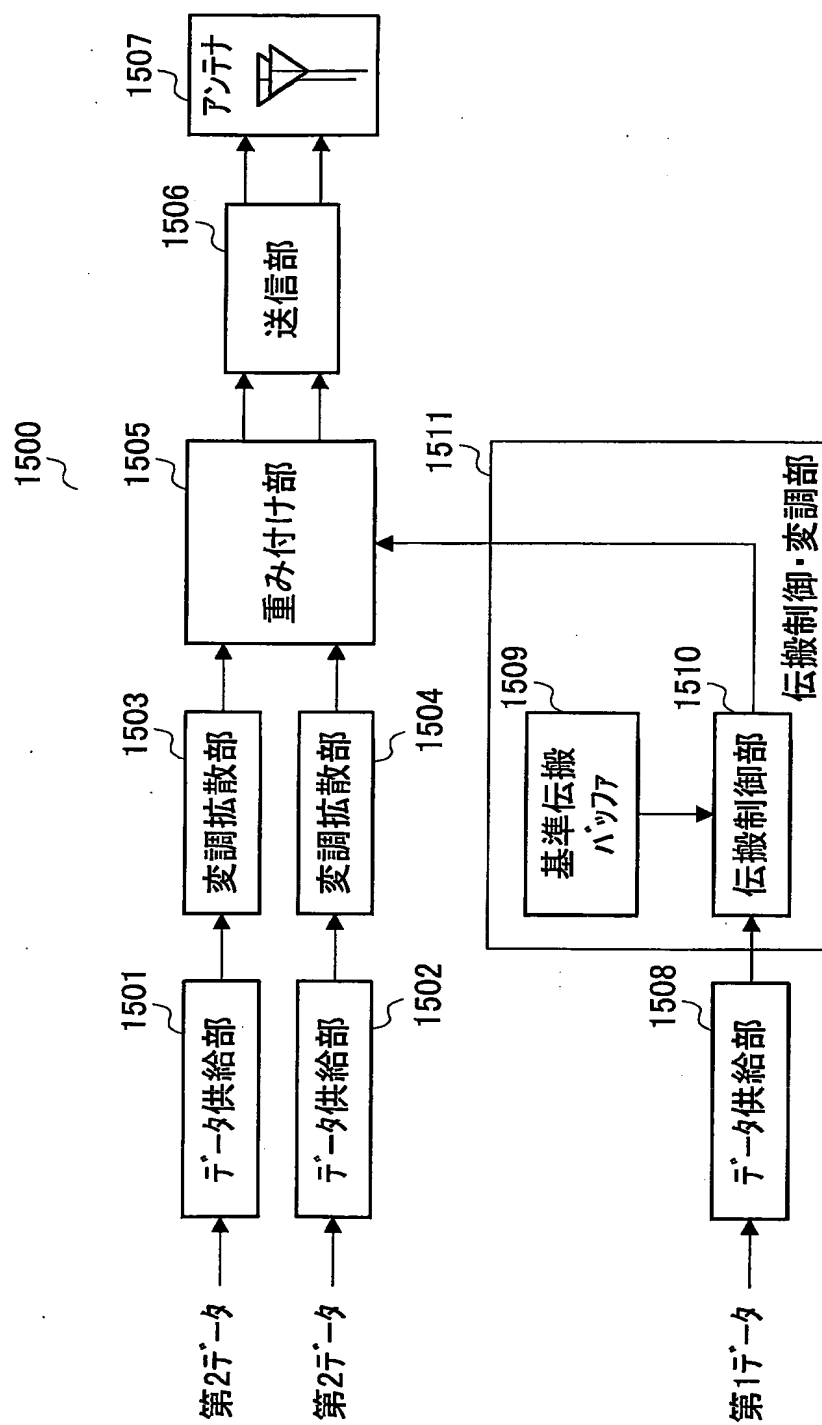 1500
第2データ
1501
データ供給部
1503
変調拡散部
1505
重み付け部
1506
送信部
1507
アンテナ
第2データ
1502
データ供給部
1504
変調拡散部
1511
1509
基準伝搬
バッファ
第1データ
1508
データ供給部
1510
伝搬制御部
伝搬制御・変調部